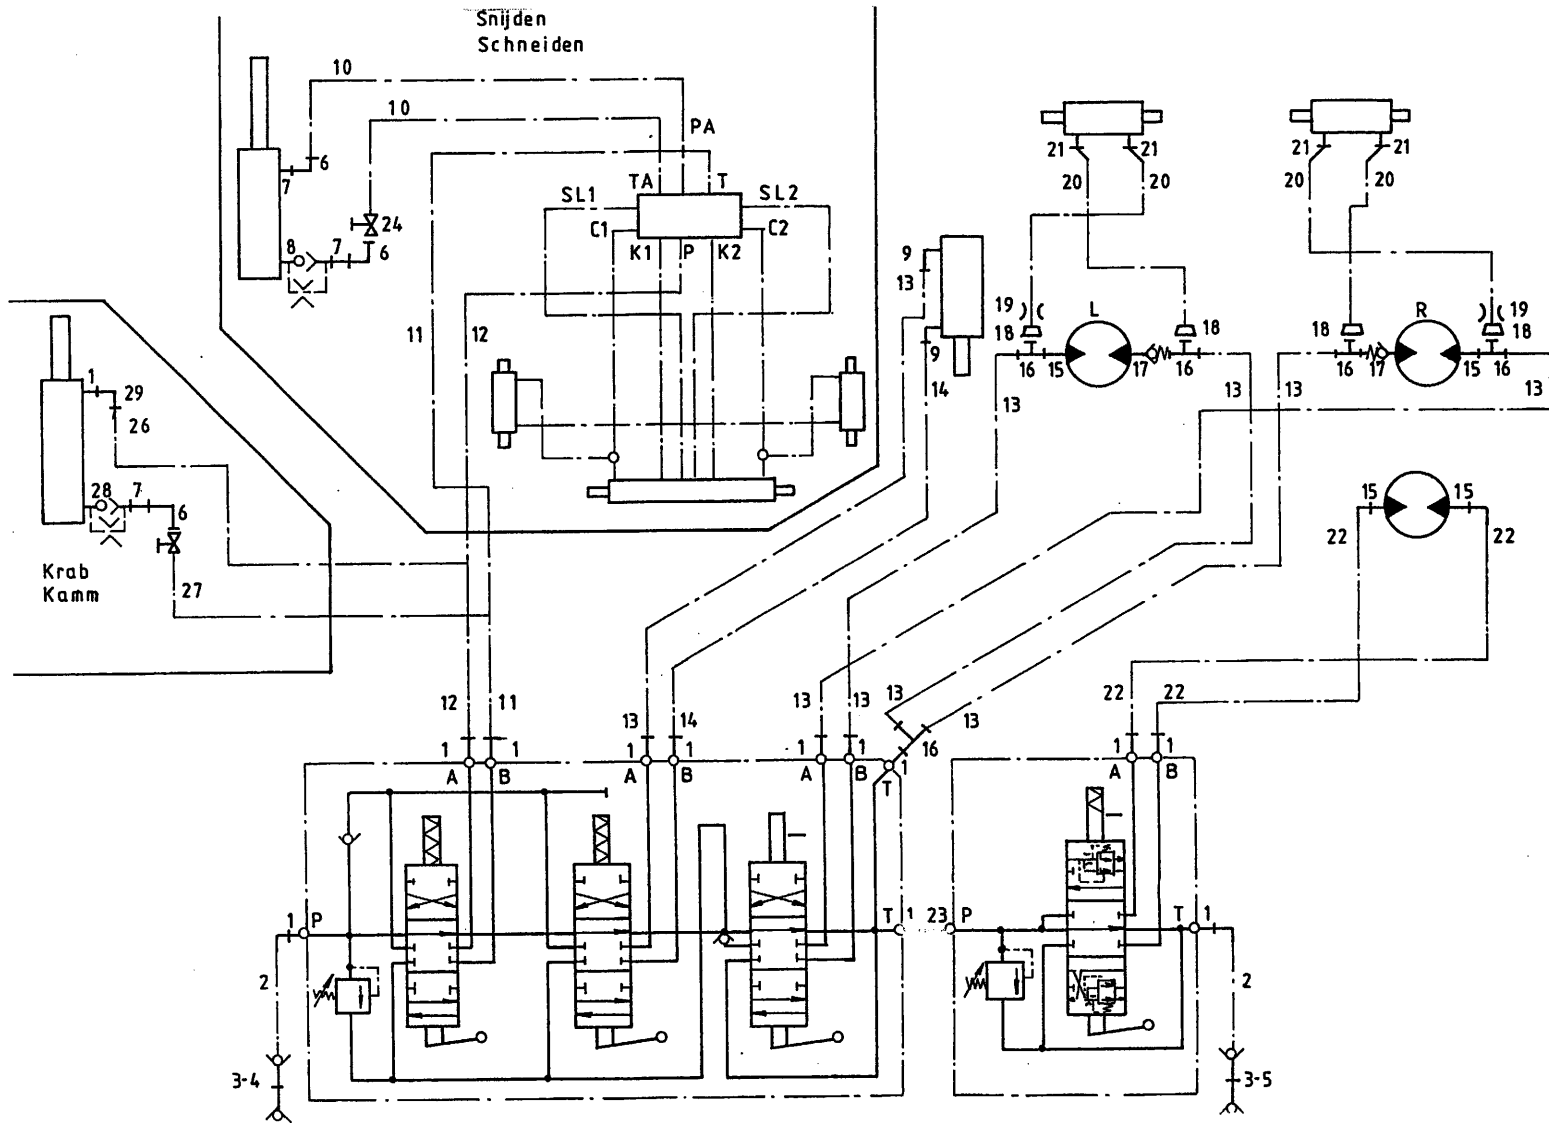 Snijden
Schneiden
10
10
PA
6
7
TA
T
SL1
SL2
24
C1
C2
8
7
6
K1
P
K2
21
21
20
20
21
21
20
20
9
13
11
12
9
14
19
18
L
18
16
15
17
16
13
13
18
R
19
18
16
17
15
16
13
13
1
29
26
28
7
6
27
Krab
Kamm
15
15
22
22
12
11
13
14
13
13
13
13
16
22
22
1
1
A
B
1
1
A
B
1
1
A
B
1
T
1
1
A
B
1
P
T
1
23
P
T
1
2
2
3-4
3-5